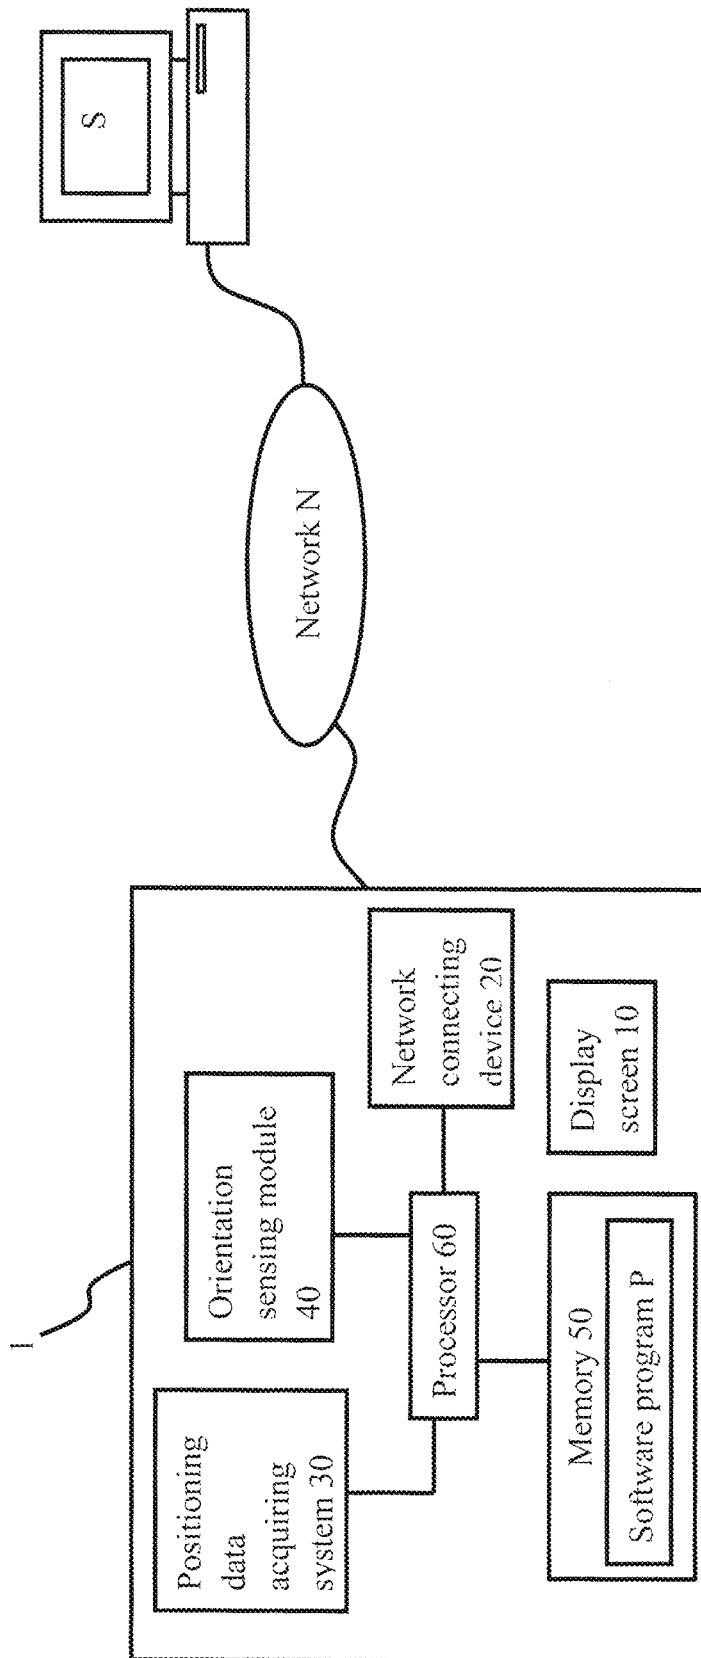 1
Positioning
data
acquiring
system 30
Orientation
sensing module
40
Processor 60
Network
connecting
device 20
Memory 50
Software program P
Display
screen 10
Network N
S